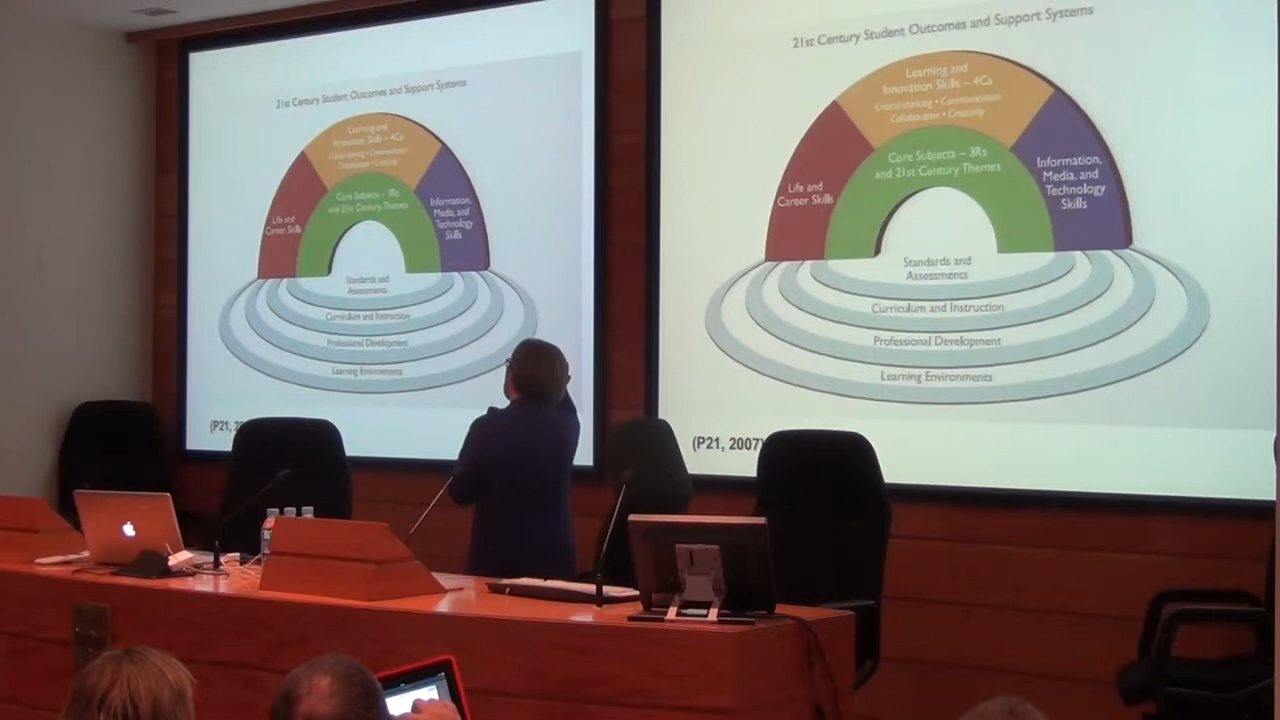 21st Century Student Outcomes and Support Systems
Learning and
Innovation Skills – 4Cs
Critical thinking • Communication
Collaboration • Creativity
Core Subjects – 3Rs
and 21st Century Themes
Life and
Career Skills
Information,
Media, and
Technology
Skills
Standards and
Assessments
Curriculum and Instruction
Professional Development
Learning Environments
(P21, 20
21st Century Student Outcomes and Support Systems
Learning and
Innovation Skills – 4Cs
Critical thinking • Communication
Collaboration • Creativity
Core Subjects – 3Rs
and 21st Century Themes
Life and
Career Skills
Information,
Media, and
Technology
Skills
Standards and
Assessments
Curriculum and Instruction
Professional Development
Learning Environments
(P21, 2007)